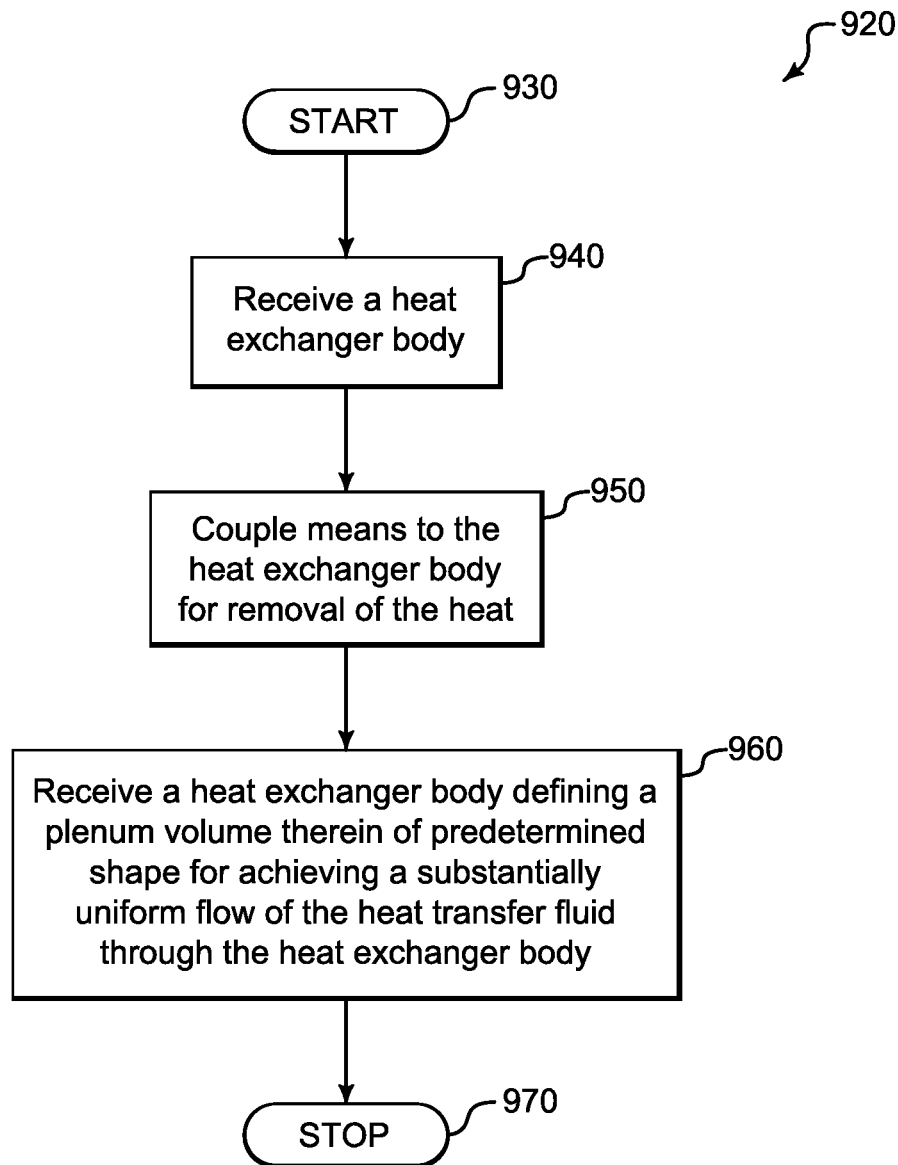 920
START
930
940
Receive a heat
exchanger body
950
Couple means to the
heat exchanger body
for removal of the heat
960
Receive a heat exchanger body defining a
plenum volume therein of predetermined
shape for achieving a substantially
uniform flow of the heat transfer fluid
through the heat exchanger body
970
STOP